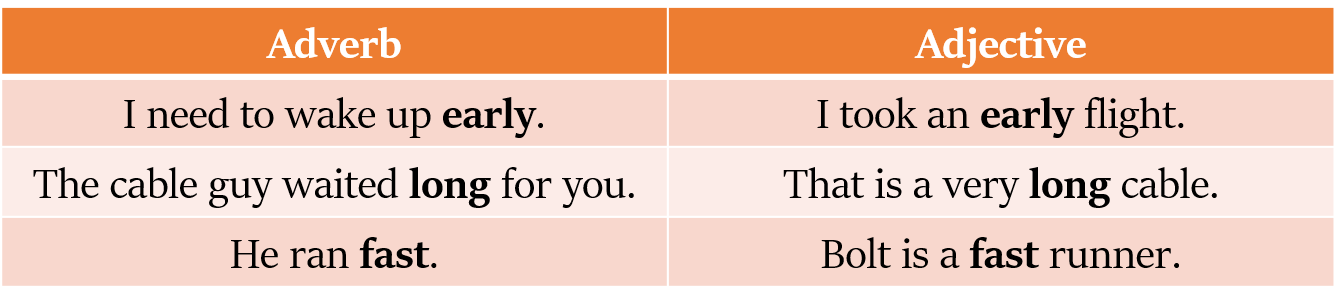 Adverb Adjective
I need to wake up early. I took an early flight.
The cable guy waited long for you. That is a very long cable.
He ran fast. Bolt is a fast runner.